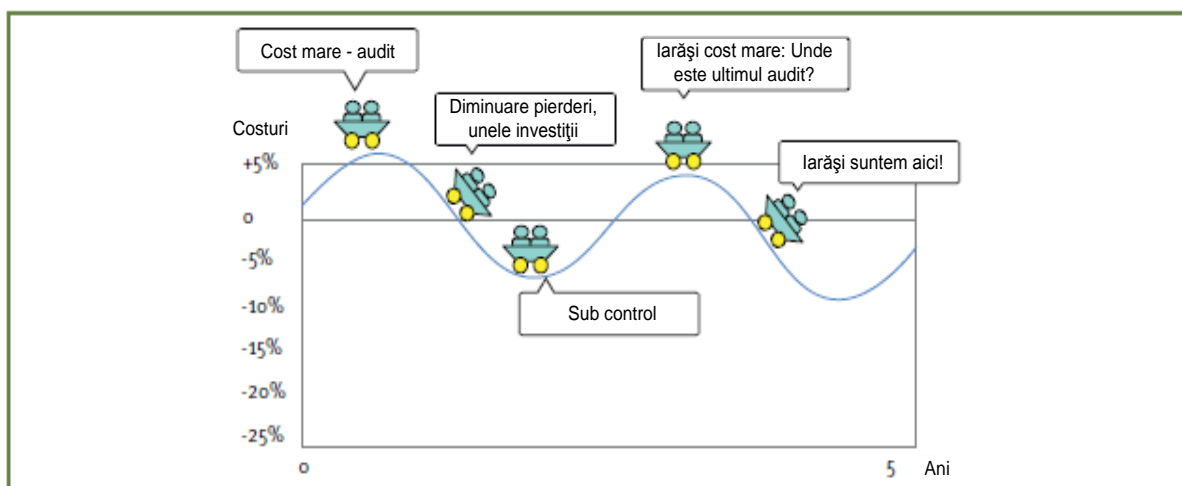 Cost mare - audit
Iarăşi cost mare: Unde
este ultimul audit?
Diminuare pierderi,
unele investiţii
Costuri
Iarăşi suntem aici!
+5%
0
-5%
Sub control
-10%
-15%
-20%
-25%
0
5
Ani